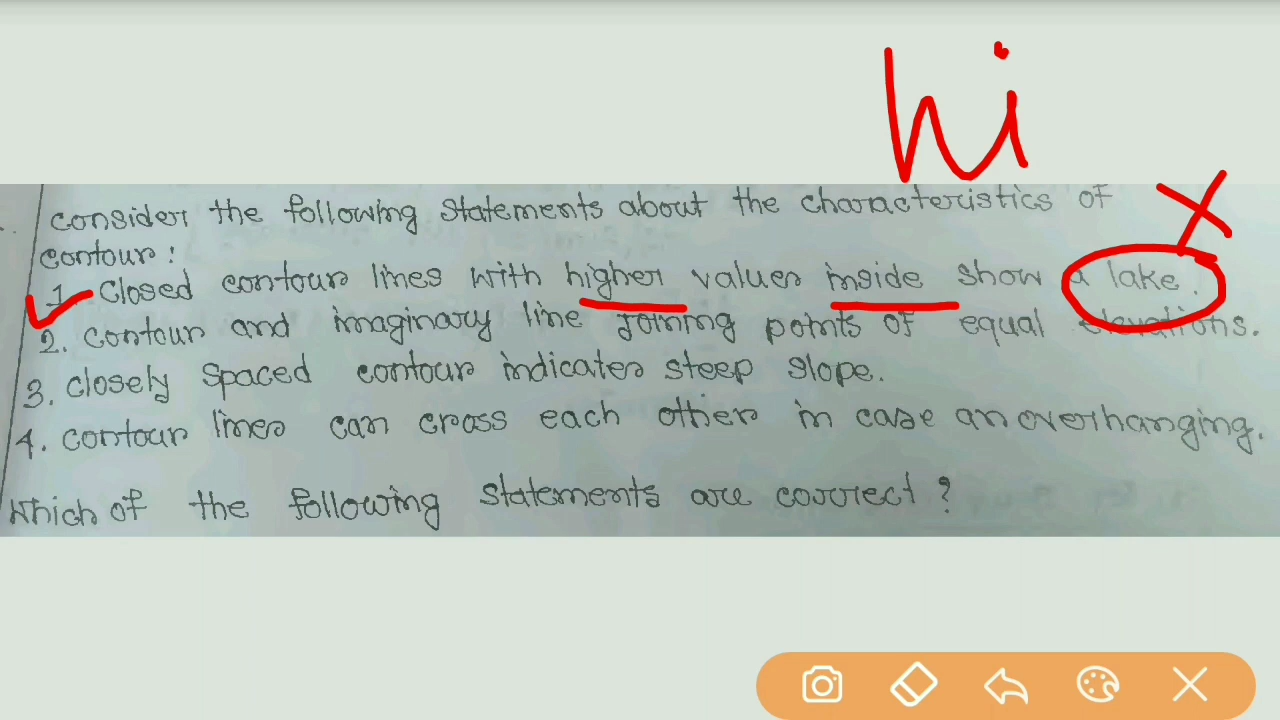 hi
consider the following statements about the characteristics of
contour:
1. Closed contour lines with higher values inside show a lake.
2. contour and imaginary line joining points of equal elevations.
3. closely spaced contour indicates steep slope.
4. contour lines can cross each other in case an overhanging.
Which of the following statements are correct?